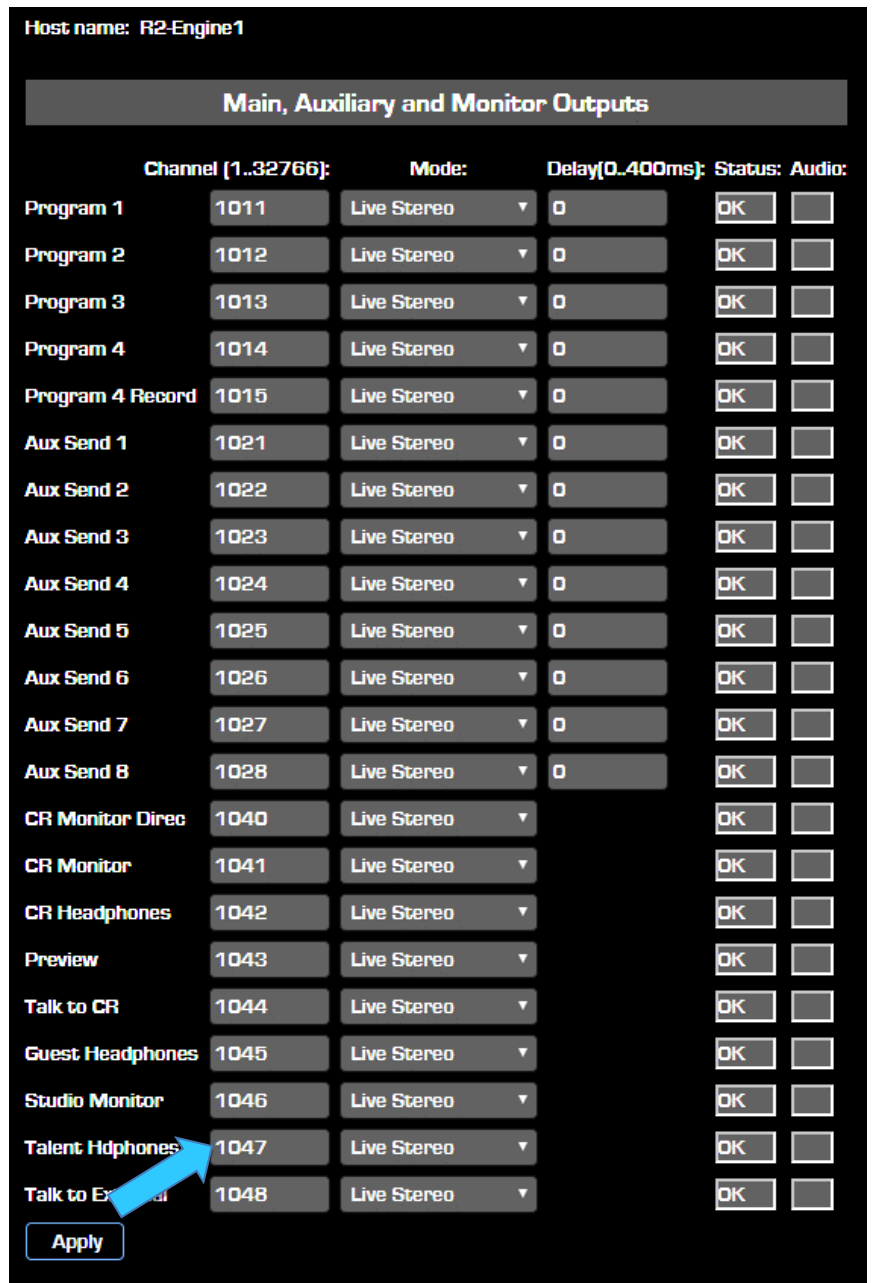 Host name: R2-Engine1
Main, Auxiliary and Monitor Outputs
Channel [1..32766]: Mode: Delay[0..400ms]: Status: Audio:
Program 1 1011 Live Stereo 0 OK
Program 2 1012 Live Stereo 0 OK
Program 3 1013 Live Stereo 0 OK
Program 4 1014 Live Stereo 0 OK
Program 4 Record 1015 Live Stereo 0 OK
Aux Send 1 1021 Live Stereo 0 OK
Aux Send 2 1022 Live Stereo 0 OK
Aux Send 3 1023 Live Stereo 0 OK
Aux Send 4 1024 Live Stereo 0 OK
Aux Send 5 1025 Live Stereo 0 OK
Aux Send 6 1026 Live Stereo 0 OK
Aux Send 7 1027 Live Stereo 0 OK
Aux Send 8 1028 Live Stereo 0 OK
CR Monitor Direc 1040 Live Stereo OK
CR Monitor 1041 Live Stereo OK
CR Headphones 1042 Live Stereo OK
Preview 1043 Live Stereo OK
Talk to CR 1044 Live Stereo OK
Guest Headphones 1045 Live Stereo OK
Studio Monitor 1046 Live Stereo OK
Talent Hdphones 1047 Live Stereo OK
Talk to 1048 Live Stereo OK
Apply